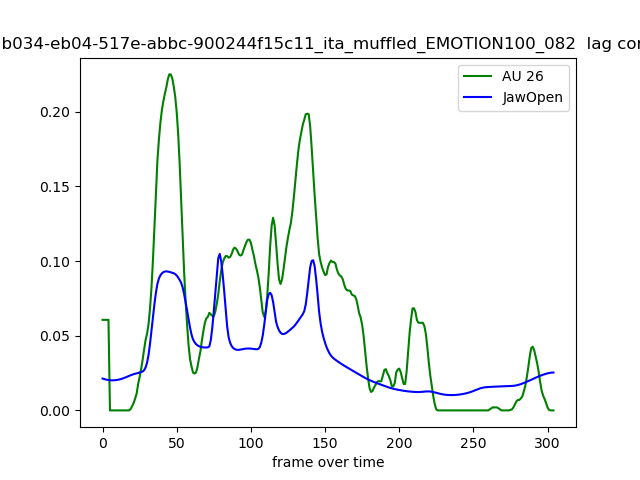 b034-eb04-517e-abbc-900244f15c11_ita_muffled_EMOTION100_082 lag
AU 26
JawOpen
0.20
0.15
0.10
0.05
0.00
0 50 100 150 200 250 300
frame over time